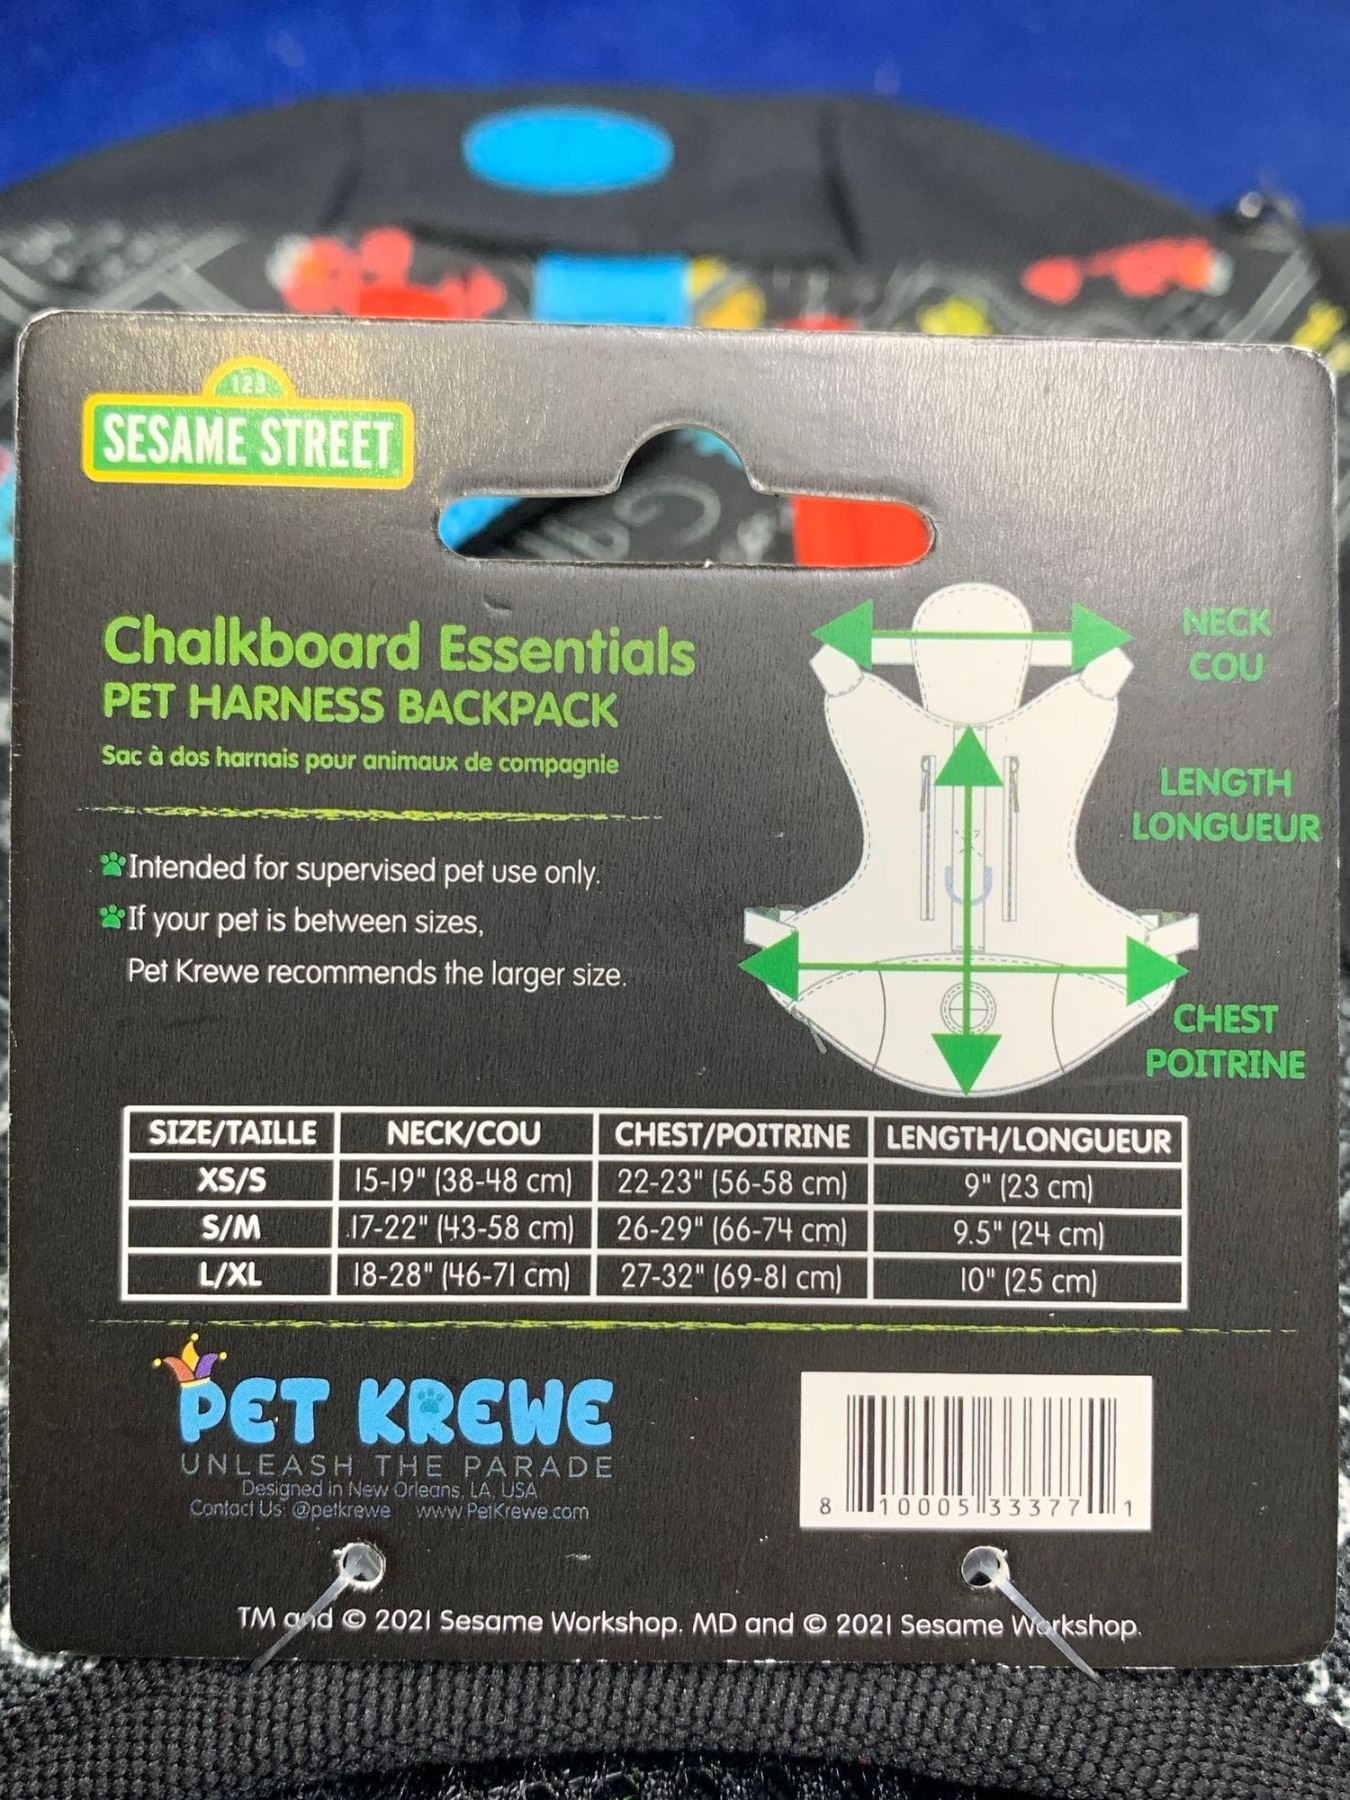 123
SESAME STREET
Chalkboard Essentials
PET HARNESS BACKPACK
Sac à dos harnais pour animaux de compagnie
Intended for supervised pet use only.
If your pet is between sizes,
Pet Krewe recommends the larger size.
NECK
COU
LENGTH
LONGUEUR
CHEST
POITRINE
SIZE/TAILLE NECK/COU CHEST/POITRINE LENGTH/LONGUEUR
XS/S 15-19" (38-48 cm) 22-23" (56-58 cm) 9" (23 cm)
S/M 17-22" (43-58 cm) 26-29" (66-74 cm) 9.5" (24 cm)
L/XL 18-28" (46-71 cm) 27-32" (69-81 cm) 10" (25 cm)
PET KREWE
UNLEASH THE PARADE
Designed in New Orleans, LA, USA
Contact Us: @petkrewe www.PetKrewe.com
8 10005 33377 1
TM and © 2021 Sesame Workshop. MD and © 2021 Sesame Workshop.